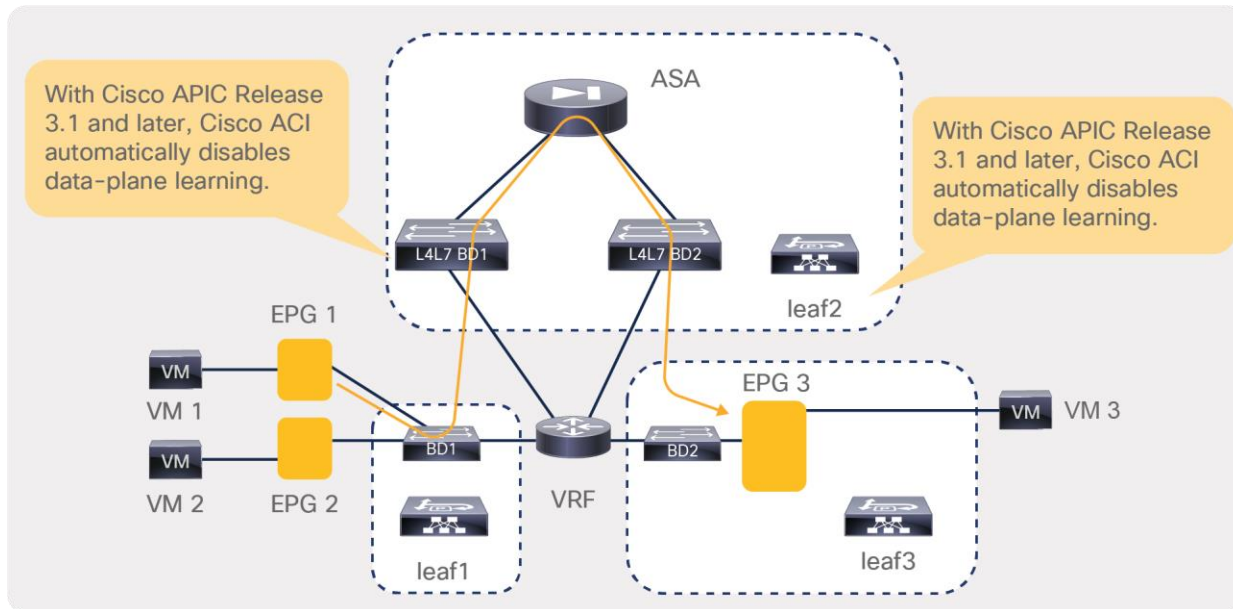 ASA
With Cisco APIC Release
3.1 and later, Cisco ACI
automatically disables
data-plane learning.
With Cisco APIC Release
3.1 and later, Cisco ACI
automatically disables
data-plane learning.
L4L7 BD1
L4L7 BD2
leaf2
EPG 1
VM
VM 1
EPG 3
VM
VM 3
BD1
VRF
BD2
VM
VM 2
EPG 2
leaf1
leaf3